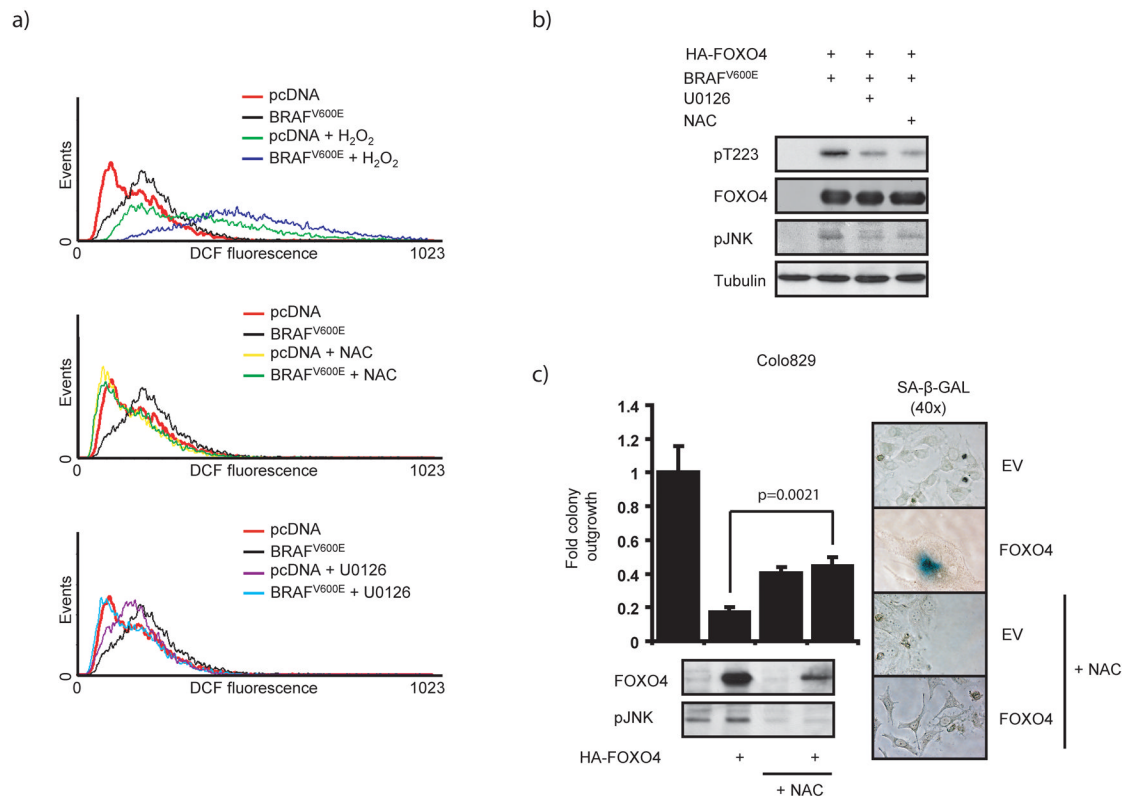 a)
pcDNA
BRAFV600E
pcDNA + H2O2
BRAFV600E + H2O2
Events
0
0
DCF fluorescence
1023
pcDNA
BRAFV600E
pcDNA + NAC
BRAFV600E + NAC
Events
0
0
DCF fluorescence
1023
pcDNA
BRAFV600E
pcDNA + U0126
BRAFV600E + U0126
Events
0
0
DCF fluorescence
1023
b)
HA-FOXO4 + + +
BRAFV600E + + +
U0126 +
NAC +
pT223
FOXO4
pJNK
Tubulin
c)
Colo829
Fold colony
outgrowth
1.4
1.2
1
0.8
0.6
0.4
0.2
0
p=0.0021
FOXO4
pJNK
HA-FOXO4 + +
+ NAC
SA-β-GAL
(40x)
EV
FOXO4
EV
FOXO4
+ NAC